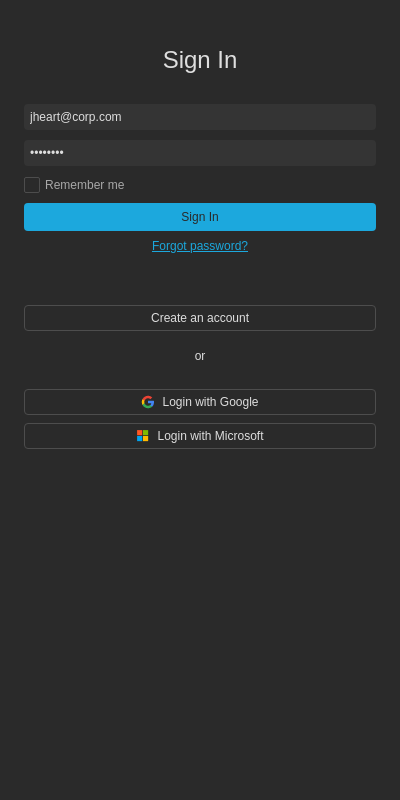 Sign In
jheart@corp.com
••••••••
Remember me
Sign In
Forgot password?
Create an account
or
Login with Google
Login with Microsoft